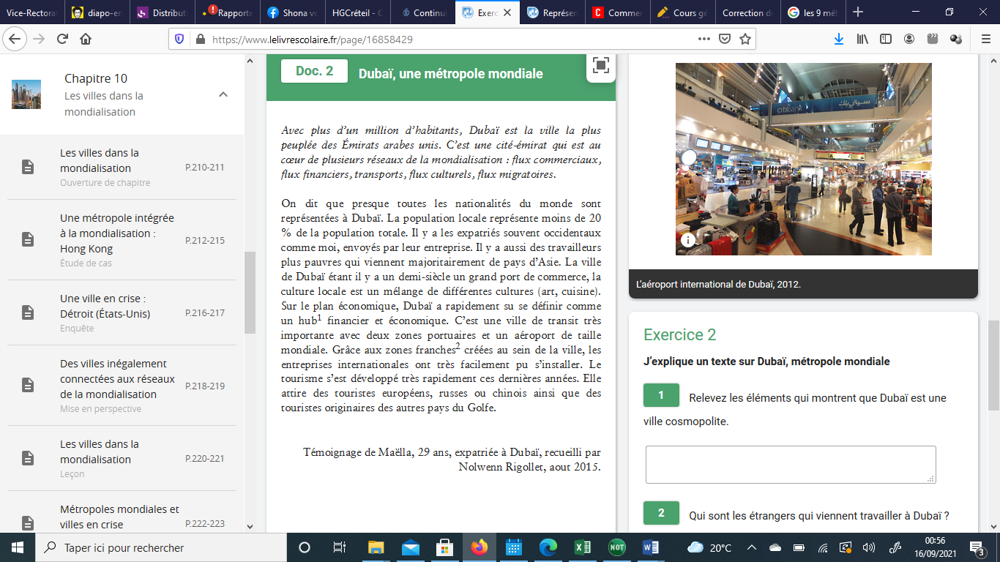 Vice-Rectorat
diapo-en
Distribut
Rapporte
Shona vo
HGCréteil - C
Continui
Exerc
Représen
Commen
Cours gé
Correction de
les 9 mét
https://www.lelivrescolaire.fr/page/16858429
Chapitre 10
Les villes dans la
mondialisation
Les villes dans la
mondialisation
P.210-211
Ouverture de chapitre
Une métropole intégrée
à la mondialisation :
Hong Kong
P.212-215
Étude de cas
Une ville en crise :
Détroit (États-Unis)
P.216-217
Enquête
Des villes inégalement
connectées aux réseaux
de la mondialisation
P.218-219
Mise en perspective
Les villes dans la
mondialisation
P.220-221
Leçon
Métropoles mondiales et
villes en crise
P.222-223
Doc. 2 Dubaï, une métropole mondiale
Avec plus d’un million d’habitants, Dubaï est la ville la plus
peuplée des Émirats arabes unis. C’est une cité-émirat qui est au
cœur de plusieurs réseaux de la mondialisation : flux commerciaux,
flux financiers, transports, flux culturels, flux migratoires.
On dit que presque toutes les nationalités du monde sont
représentées à Dubaï. La population locale représente moins de 20
% de la population totale. Il y a les expatriés souvent occidentaux
comme moi, envoyés par leur entreprise. Il y a aussi des travailleurs
plus pauvres qui viennent majoritairement de pays d’Asie. La ville
de Dubaï étant il y a un demi-siècle un grand port de commerce, la
culture locale est un mélange de différentes cultures (art, cuisine).
Sur le plan économique, Dubaï a rapidement su se définir comme
un hub1 financier et économique. C’est une ville de transit très
importante avec deux zones portuaires et un aéroport de taille
mondiale. Grâce aux zones franches2 créées au sein de la ville, les
entreprises internationales ont très facilement pu s’installer. Le
tourisme s’est développé très rapidement ces dernières années. Elle
attire des touristes européens, russes ou chinois ainsi que des
touristes originaires des autres pays du Golfe.
Témoignage de Maëlla, 29 ans, expatriée à Dubaï, recueilli par
Nolwenn Rigollet, aout 2015.
citibank سيتي بنك
L’aéroport international de Dubaï, 2012.
Exercice 2
J’explique un texte sur Dubaï, métropole mondiale
1 Relevez les éléments qui montrent que Dubaï est une
ville cosmopolite.
2 Qui sont les étrangers qui viennent travailler à Dubaï ?
Taper ici pour rechercher
NOT
20°C
00:56
16/09/2021
3